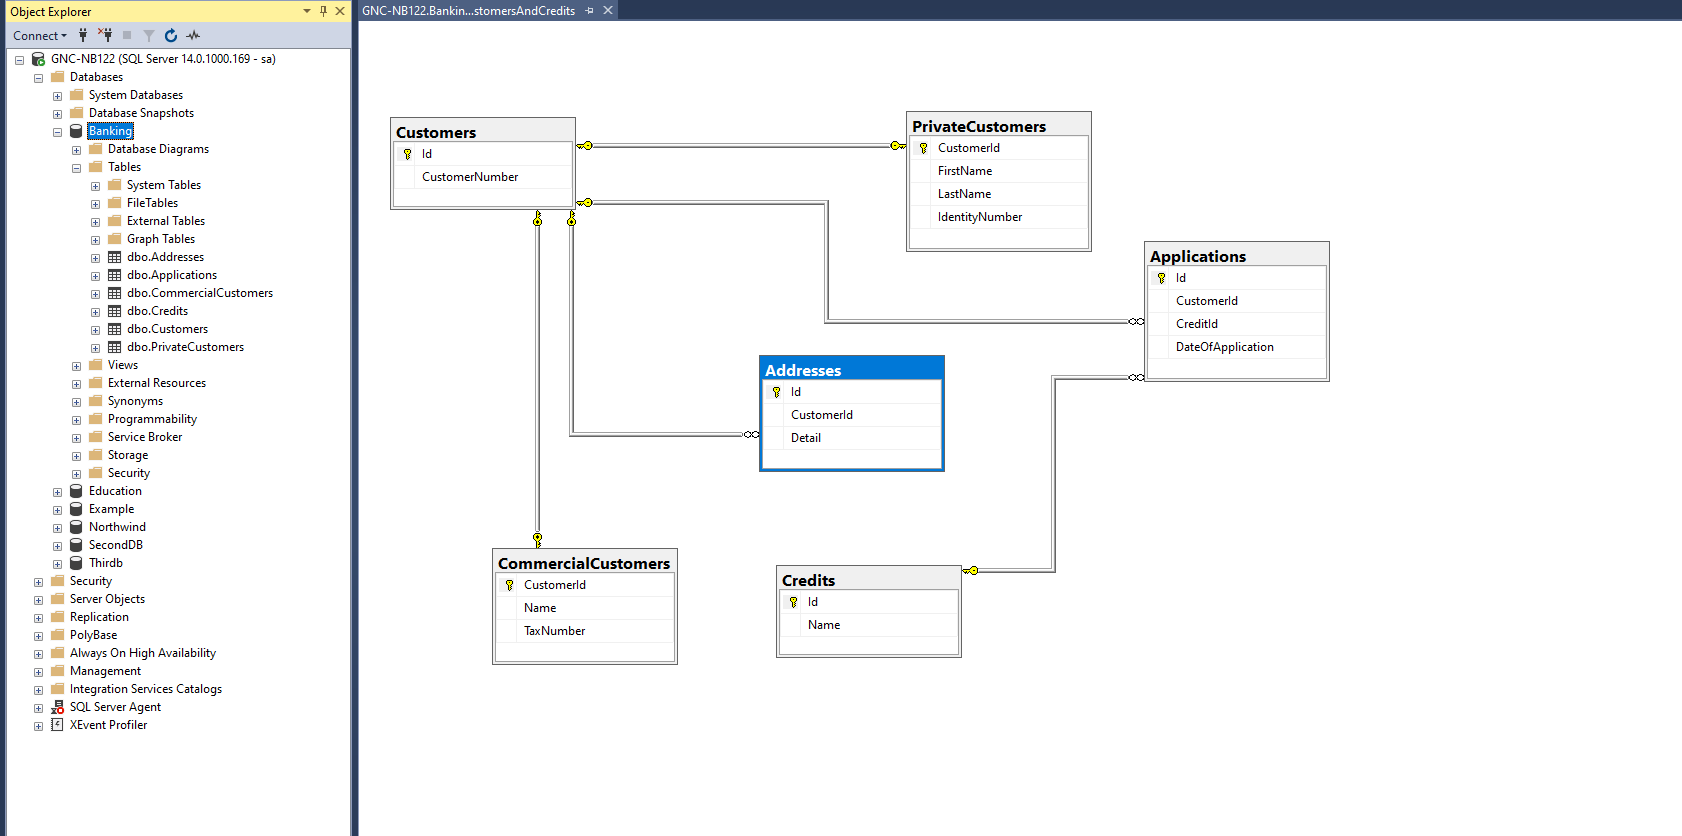 Object Explorer
Connect
GNC-NB122 (SQL Server 14.0.1000.169 - sa)
Databases
System Databases
Database Snapshots
Banking
Database Diagrams
Tables
System Tables
FileTables
External Tables
Graph Tables
dbo.Addresses
dbo.Applications
dbo.CommercialCustomers
dbo.Credits
dbo.Customers
dbo.PrivateCustomers
Views
External Resources
Synonyms
Programmability
Service Broker
Storage
Security
Education
Example
Northwind
SecondDB
Thirdb
Security
Server Objects
Replication
PolyBase
Always On High Availability
Management
Integration Services Catalogs
SQL Server Agent
XEvent Profiler
GNC-NB122.Bankin...stomersAndCredits
Customers
Id
CustomerNumber
PrivateCustomers
CustomerId
FirstName
LastName
IdentityNumber
Applications
Id
CustomerId
CreditId
DateOfApplication
Addresses
Id
CustomerId
Detail
CommercialCustomers
CustomerId
Name
TaxNumber
Credits
Id
Name